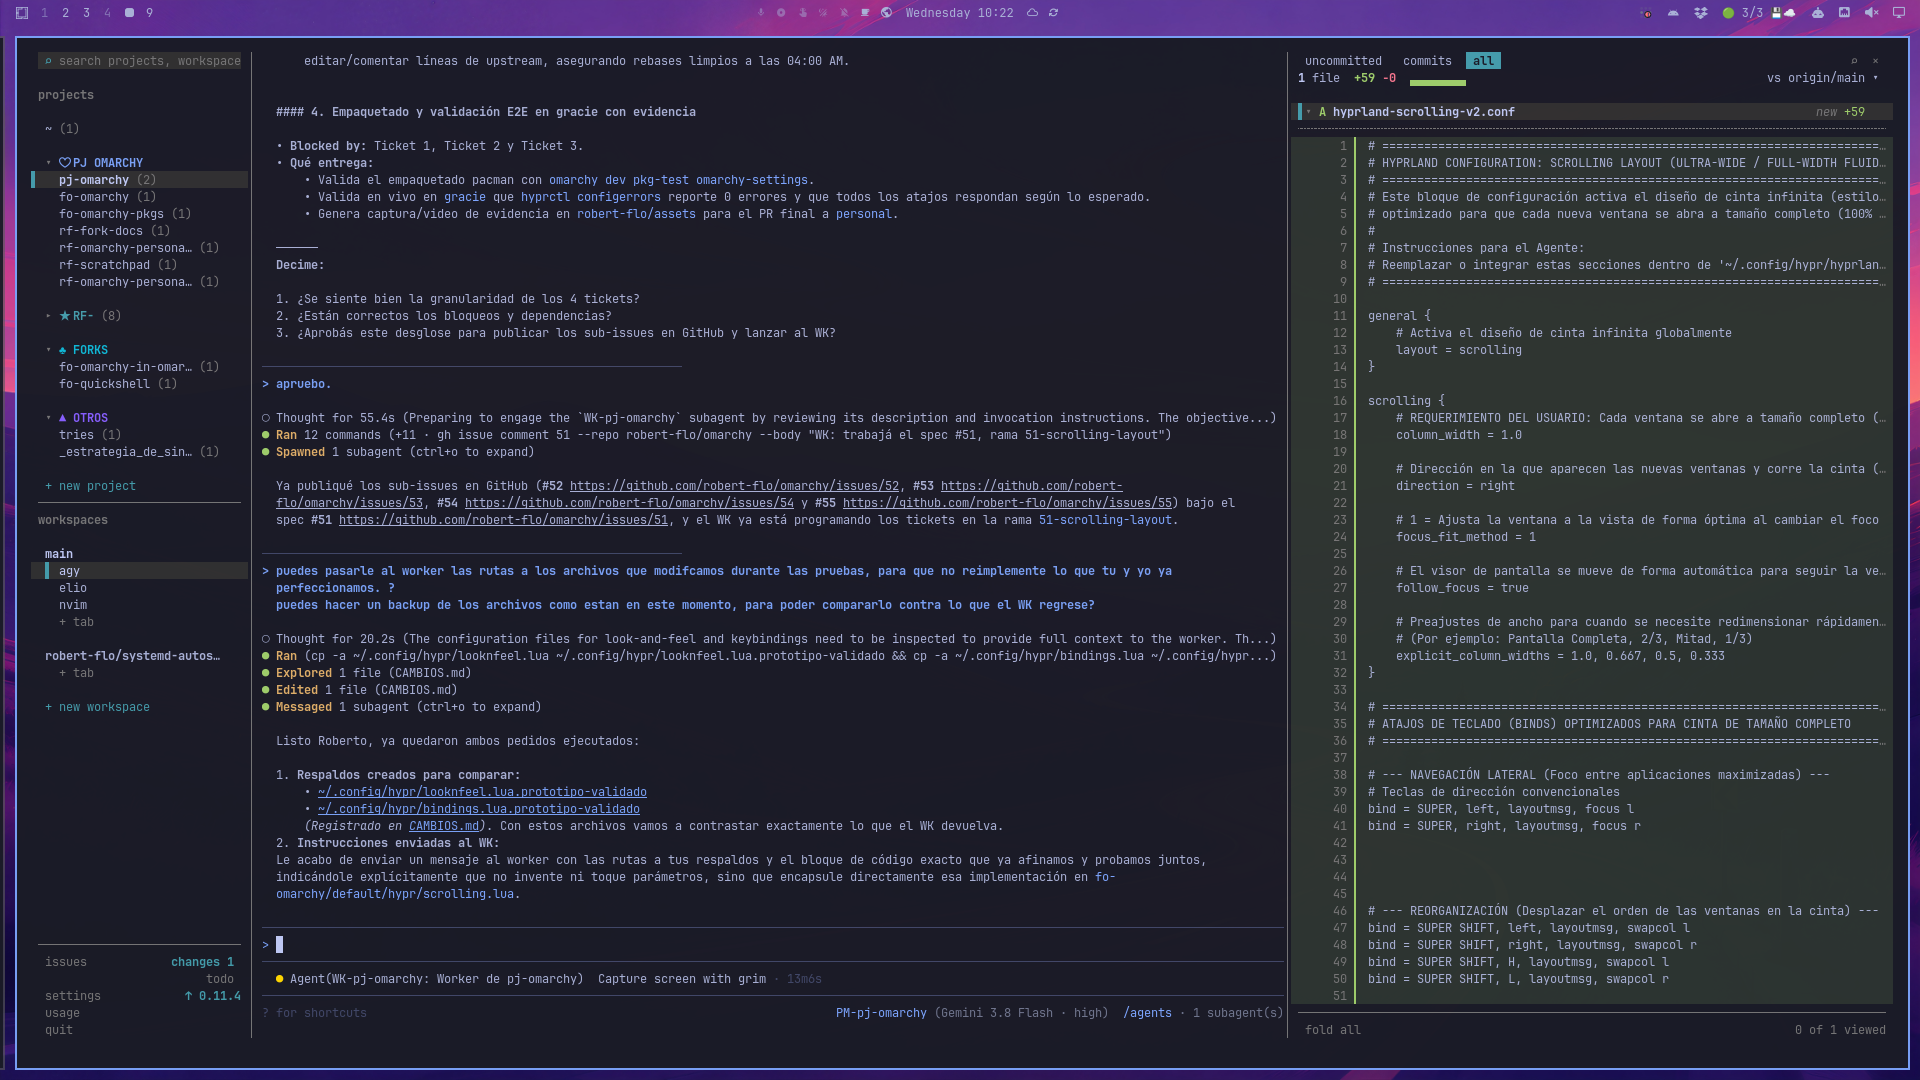 1 2 3 4 9
Wednesday 10:22
3/3
search projects, workspace
projects
~ (1)
▾ ♡PJ OMARCHY
pj-omarchy (2)
fo-omarchy (1)
fo-omarchy-pkgs (1)
rf-fork-docs (1)
rf-omarchy-persona… (1)
rf-scratchpad (1)
rf-omarchy-persona… (1)
▸ ★RF- (8)
▾ ♣ FORKS
fo-omarchy-in-omar… (1)
fo-quickshell (1)
▾ ▲ OTROS
tries (1)
_estrategia_de_sin… (1)
+ new project
workspaces
main
agy
elio
nvim
+ tab
robert-flo/systemd-autos…
+ tab
+ new workspace
issues changes 1
todo
settings ↑ 0.11.4
usage
quit
editar/comentar líneas de upstream, asegurando rebases limpios a las 04:00 AM.
#### 4. Empaquetado y validación E2E en gracie con evidencia
• Blocked by: Ticket 1, Ticket 2 y Ticket 3.
• Qué entrega:
• Valida el empaquetado pacman con omarchy dev pkg-test omarchy-settings.
• Valida en vivo en gracie que hyprctl configerrors reporte 0 errores y que todos los atajos respondan según lo esperado.
• Genera captura/video de evidencia en robert-flo/assets para el PR final a personal.
Decime:
1. ¿Se siente bien la granularidad de los 4 tickets?
2. ¿Están correctos los bloqueos y dependencias?
3. ¿Aprobás este desglose para publicar los sub-issues en GitHub y lanzar al WK?
> apruebo.
○ Thought for 55.4s (Preparing to engage the `WK-pj-omarchy` subagent by reviewing its description and invocation instructions. The objective...)
● Ran 12 commands (+11 · gh issue comment 51 --repo robert-flo/omarchy --body "WK: trabajá el spec #51, rama 51-scrolling-layout")
● Spawned 1 subagent (ctrl+o to expand)
Ya publiqué los sub-issues en GitHub (#52 https://github.com/robert-flo/omarchy/issues/52, #53 https://github.com/robert-
flo/omarchy/issues/53, #54 https://github.com/robert-flo/omarchy/issues/54 y #55 https://github.com/robert-flo/omarchy/issues/55) bajo el
spec #51 https://github.com/robert-flo/omarchy/issues/51, y el WK ya está programando los tickets en la rama 51-scrolling-layout.
> puedes pasarle al worker las rutas a los archivos que modifcamos durante las pruebas, para que no reimplemente lo que tu y yo ya
perfeccionamos. ?
puedes hacer un backup de los archivos como estan en este momento, para poder compararlo contra lo que el WK regrese?
○ Thought for 20.2s (The configuration files for look-and-feel and keybindings need to be inspected to provide full context to the worker. Th...)
● Ran (cp -a ~/.config/hypr/looknfeel.lua ~/.config/hypr/looknfeel.lua.prototipo-validado && cp -a ~/.config/hypr/bindings.lua ~/.config/hypr...)
● Explored 1 file (CAMBIOS.md)
● Edited 1 file (CAMBIOS.md)
● Messaged 1 subagent (ctrl+o to expand)
Listo Roberto, ya quedaron ambos pedidos ejecutados:
1. Respaldos creados para comparar:
• ~/.config/hypr/looknfeel.lua.prototipo-validado
• ~/.config/hypr/bindings.lua.prototipo-validado
(Registrado en CAMBIOS.md). Con estos archivos vamos a contrastar exactamente lo que el WK devuelva.
2. Instrucciones enviadas al WK:
Le acabo de enviar un mensaje al worker con las rutas a tus respaldos y el bloque de código exacto que ya afinamos y probamos juntos,
indicándole explícitamente que no invente ni toque parámetros, sino que encapsule directamente esa implementación en fo-
omarchy/default/hypr/scrolling.lua.
>
● Agent(WK-pj-omarchy: Worker de pj-omarchy) Capture screen with grim · 13m6s
? for shortcuts PM-pj-omarchy (Gemini 3.8 Flash · high) /agents · 1 subagent(s)
uncommitted commits all
1 file +59 -0 vs origin/main ▾
▾ A hyprland-scrolling-v2.conf new +59
1 # =======================================================================…
2 # HYPRLAND CONFIGURATION: SCROLLING LAYOUT (ULTRA-WIDE / FULL-WIDTH FLUID…
3 # =======================================================================…
4 # Este bloque de configuración activa el diseño de cinta infinita (estilo…
5 # optimizado para que cada nueva ventana se abra a tamaño completo (100% …
6 #
7 # Instrucciones para el Agente:
8 # Reemplazar o integrar estas secciones dentro de '~/.config/hypr/hyprlan…
9 # =======================================================================…
10
11 general {
12 # Activa el diseño de cinta infinita globalmente
13 layout = scrolling
14 }
15
16 scrolling {
17 # REQUERIMIENTO DEL USUARIO: Cada ventana se abre a tamaño completo (…
18 column_width = 1.0
19
20 # Dirección en la que aparecen las nuevas ventanas y corre la cinta (…
21 direction = right
22
23 # 1 = Ajusta la ventana a la vista de forma óptima al cambiar el foco
24 focus_fit_method = 1
25
26 # El visor de pantalla se mueve de forma automática para seguir la ve…
27 follow_focus = true
28
29 # Preajustes de ancho para cuando se necesite redimensionar rápidamen…
30 # (Por ejemplo: Pantalla Completa, 2/3, Mitad, 1/3)
31 explicit_column_widths = 1.0, 0.667, 0.5, 0.333
32 }
33
34 # =======================================================================…
35 # ATAJOS DE TECLADO (BINDS) OPTIMIZADOS PARA CINTA DE TAMAÑO COMPLETO
36 # =======================================================================…
37
38 # --- NAVEGACIÓN LATERAL (Foco entre aplicaciones maximizadas) ---
39 # Teclas de dirección convencionales
40 bind = SUPER, left, layoutmsg, focus l
41 bind = SUPER, right, layoutmsg, focus r
42
43
44
45
46 # --- REORGANIZACIÓN (Desplazar el orden de las ventanas en la cinta) ---
47 bind = SUPER SHIFT, left, layoutmsg, swapcol l
48 bind = SUPER SHIFT, right, layoutmsg, swapcol r
49 bind = SUPER SHIFT, H, layoutmsg, swapcol l
50 bind = SUPER SHIFT, L, layoutmsg, swapcol r
51
fold all 0 of 1 viewed